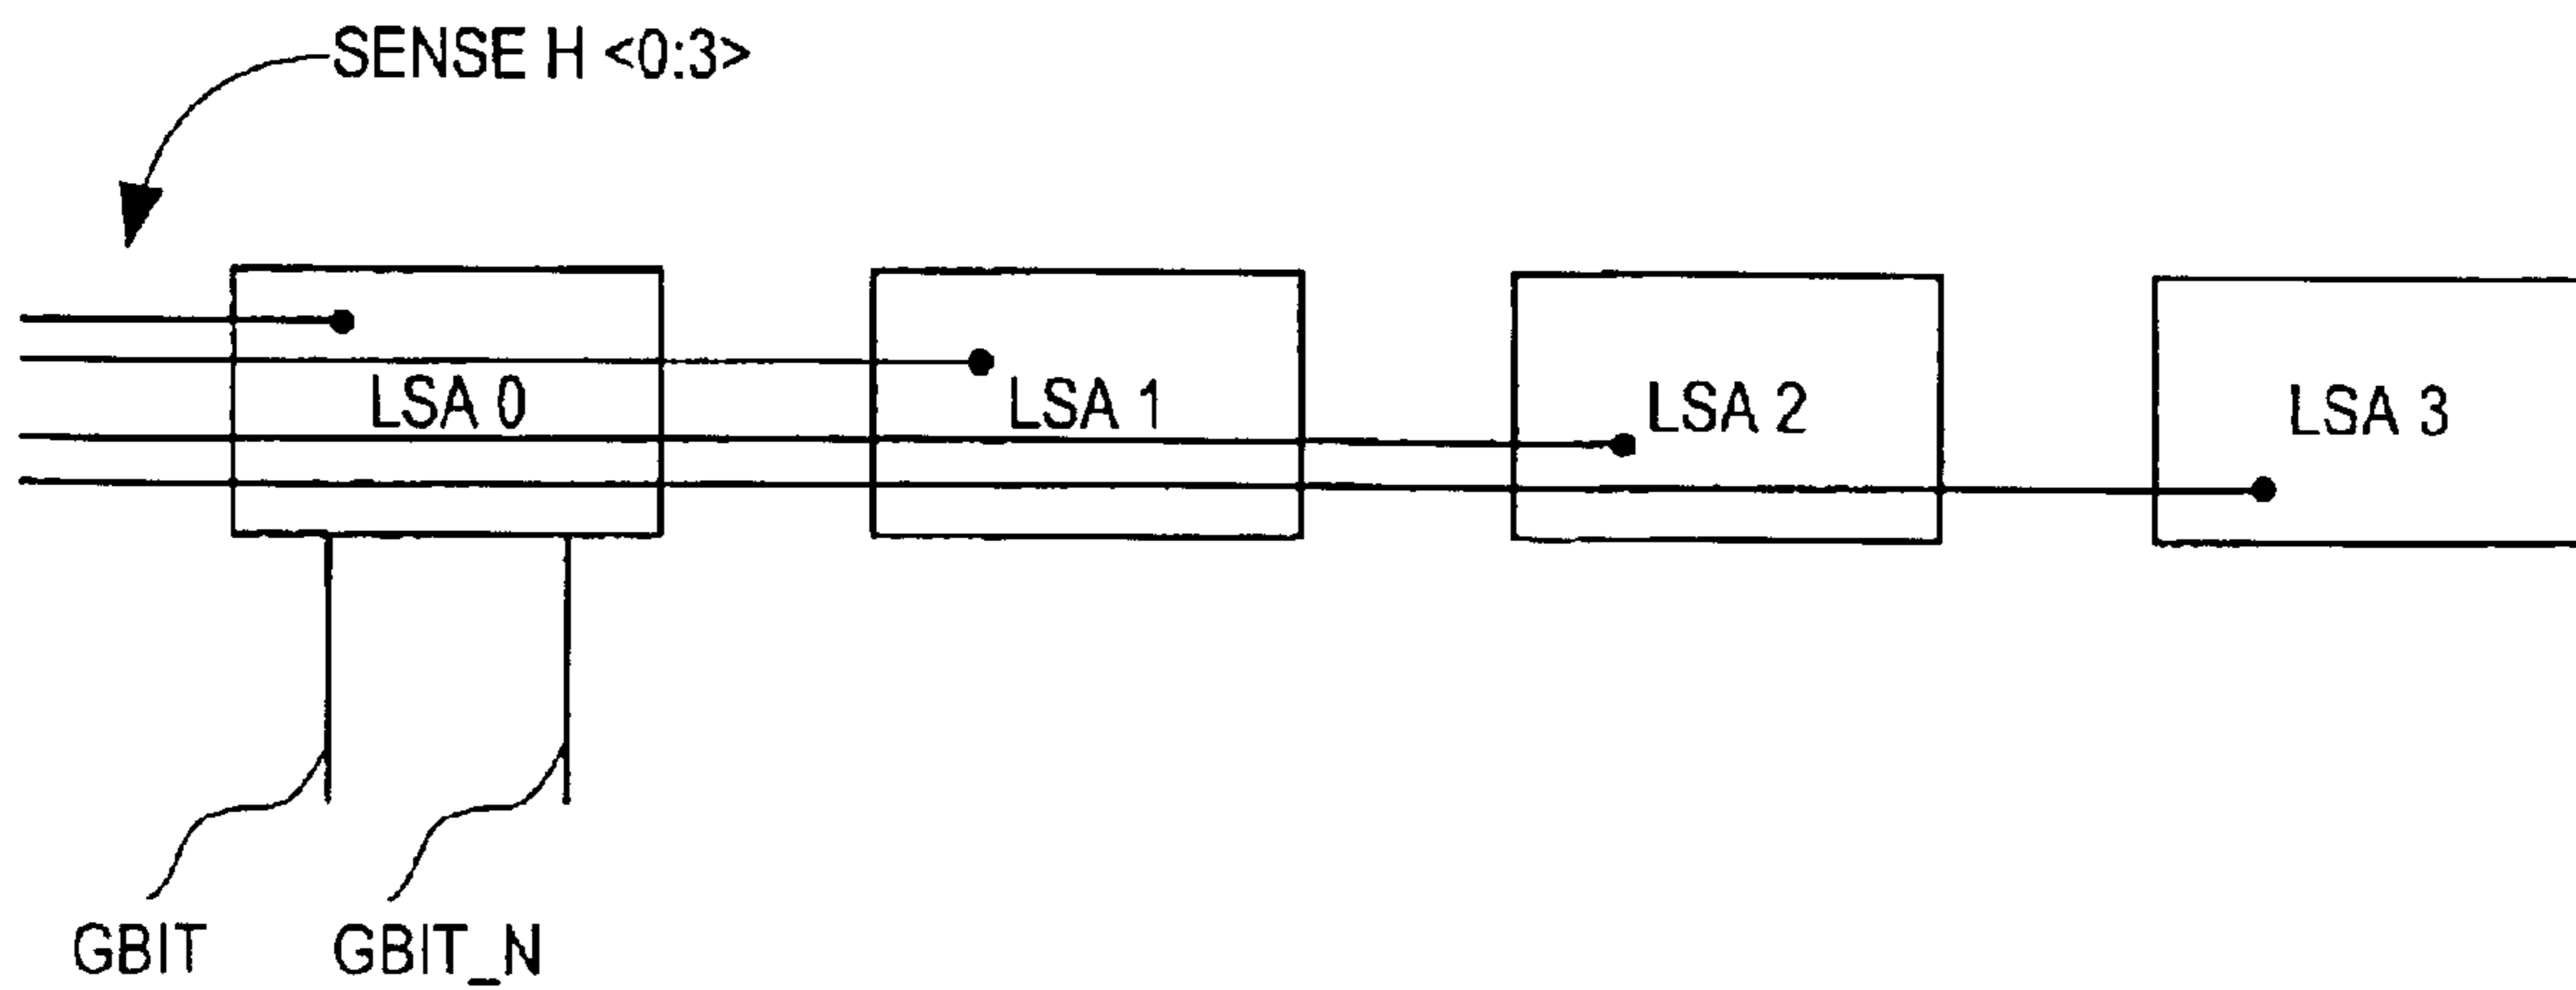 SENSE H <0:3>
LSA 0
LSA 1
LSA 2
LSA 3
GBIT
GBIT_N